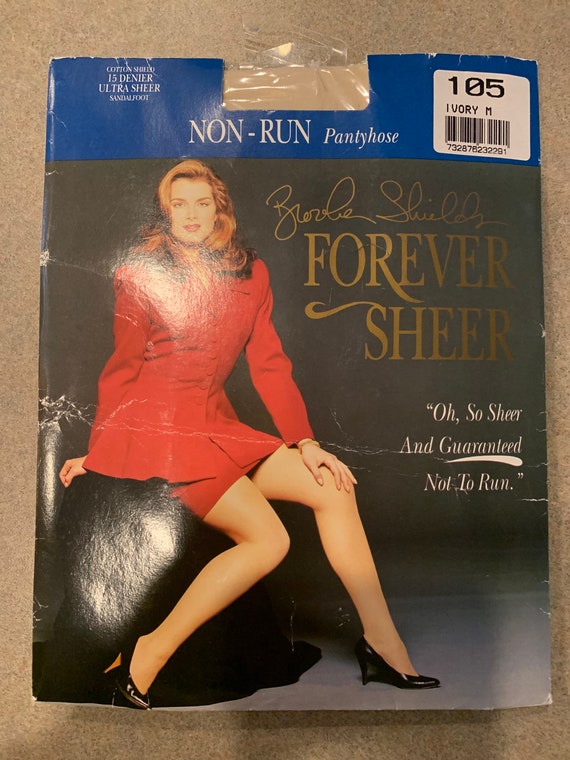 COTTON SHIELD
15 DENIER
ULTRA SHEER
SANDALFOOT
105
IVORY M
732878232291
NON-RUN Pantyhose
Brooke Shields
FOREVER
SHEER
"Oh, So Sheer
And Guaranteed
Not To Run."